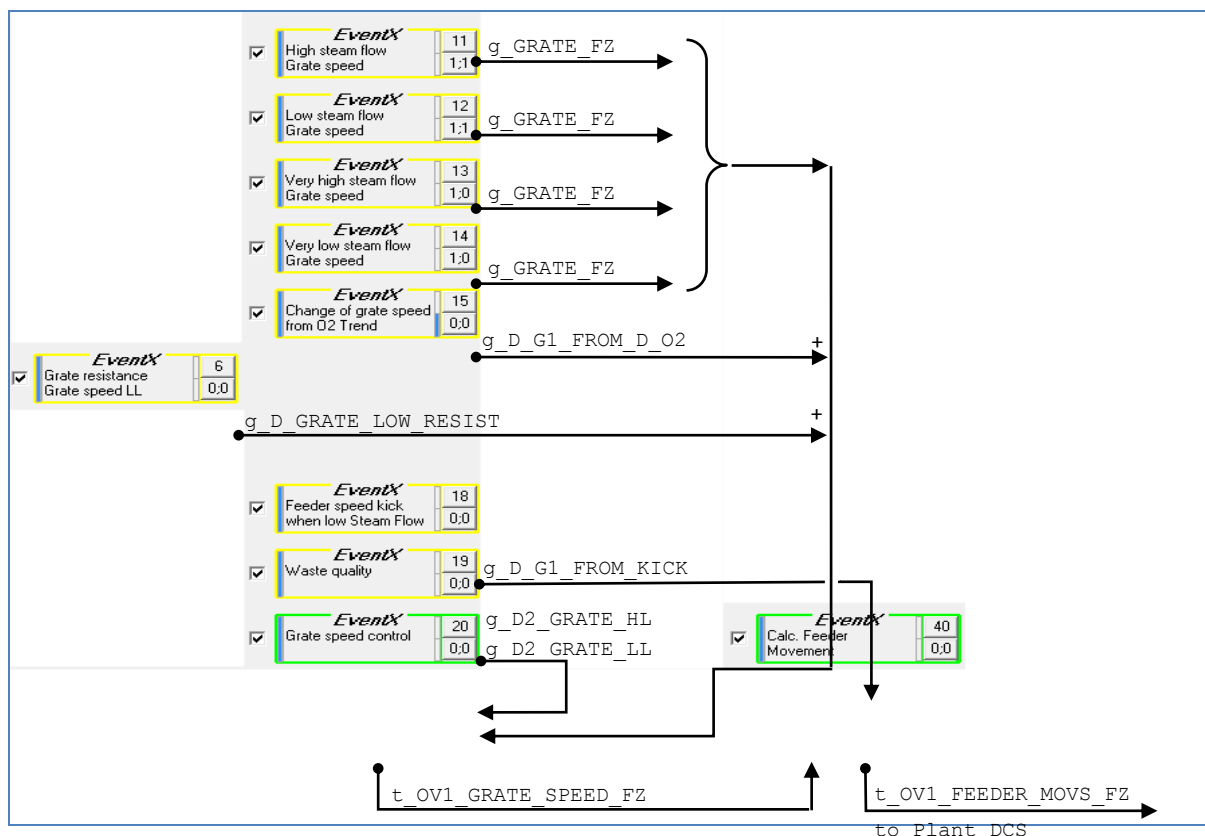 EventX
11
High steam flow
Grate speed
1;1
g_GRATE_FZ
EventX
12
Low steam flow
Grate speed
1;1
g_GRATE_FZ
EventX
13
Very high steam flow
Grate speed
1;0
g_GRATE_FZ
EventX
14
Very low steam flow
Grate speed
1;0
g_GRATE_FZ
EventX
15
Change of grate speed
from O2 Trend
0;0
g_D_G1_FROM_D_O2
+
EventX
6
Grate resistance
Grate speed LL
0;0
g_D_GRATE_LOW_RESIST
+
EventX
18
Feeder speed kick
when low Steam Flow
0;0
EventX
19
Waste quality
0;0
g_D_G1_FROM_KICK
EventX
20
Grate speed control
0;0
g_D2_GRATE_HL
g_D2_GRATE_LL
EventX
40
Calc. Feeder
Movement
0;0
t_OV1_GRATE_SPEED_FZ
t_OV1_FEEDER_MOVS_FZ
to Plant DCS